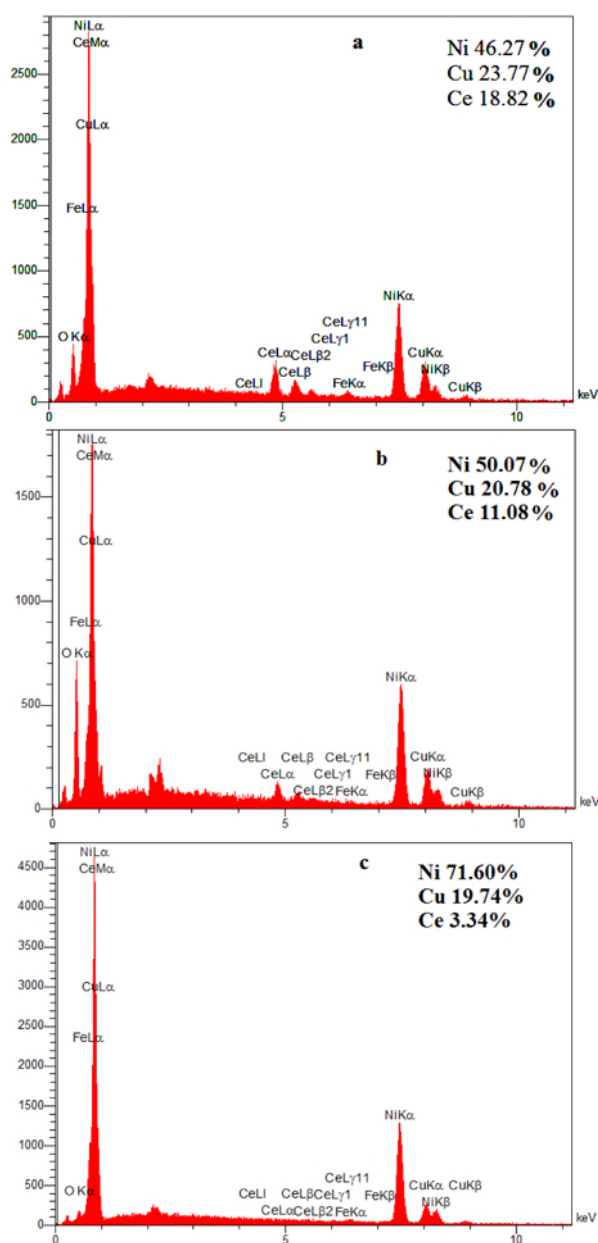 NiLα
CeMα
a
Ni 46.27 %
Cu 23.77 %
Ce 18.82 %
2500
CuLα
2000
1500
FeLα
1000
CeLγ11
NiKα
500
O Kα
CeLγ1
CeLα
CeLβ2
FeKβ
CuKα
CeLβ
NiKβ
CeLl
FeKα
CuKβ
0
keV
0
5
10
NiLα
CeMα
b
Ni 50.07 %
Cu 20.78 %
Ce 11.08 %
1500
CuLα
1000
FeLα
O Kα
NiKα
500
CeLl
CeLβ
CeLγ11
CuKα
CeLα
CeLγ1
FeKβ
NiKβ
CeLβ2
FeKα
CuKβ
0
keV
0
5
10
NiLα
CeMα
c
Ni 71.60%
Cu 19.74%
Ce 3.34%
4500
4000
3500
3000
CuLα
2500
FeLα
2000
1500
NiKα
1000
CeLγ11
500
O Kα
CeLl
CeLβCeLγ1
FeKβ
CuKα CuKβ
NiKβ
CeLα
CeLβ2
FeKα
0
keV
0
5
10